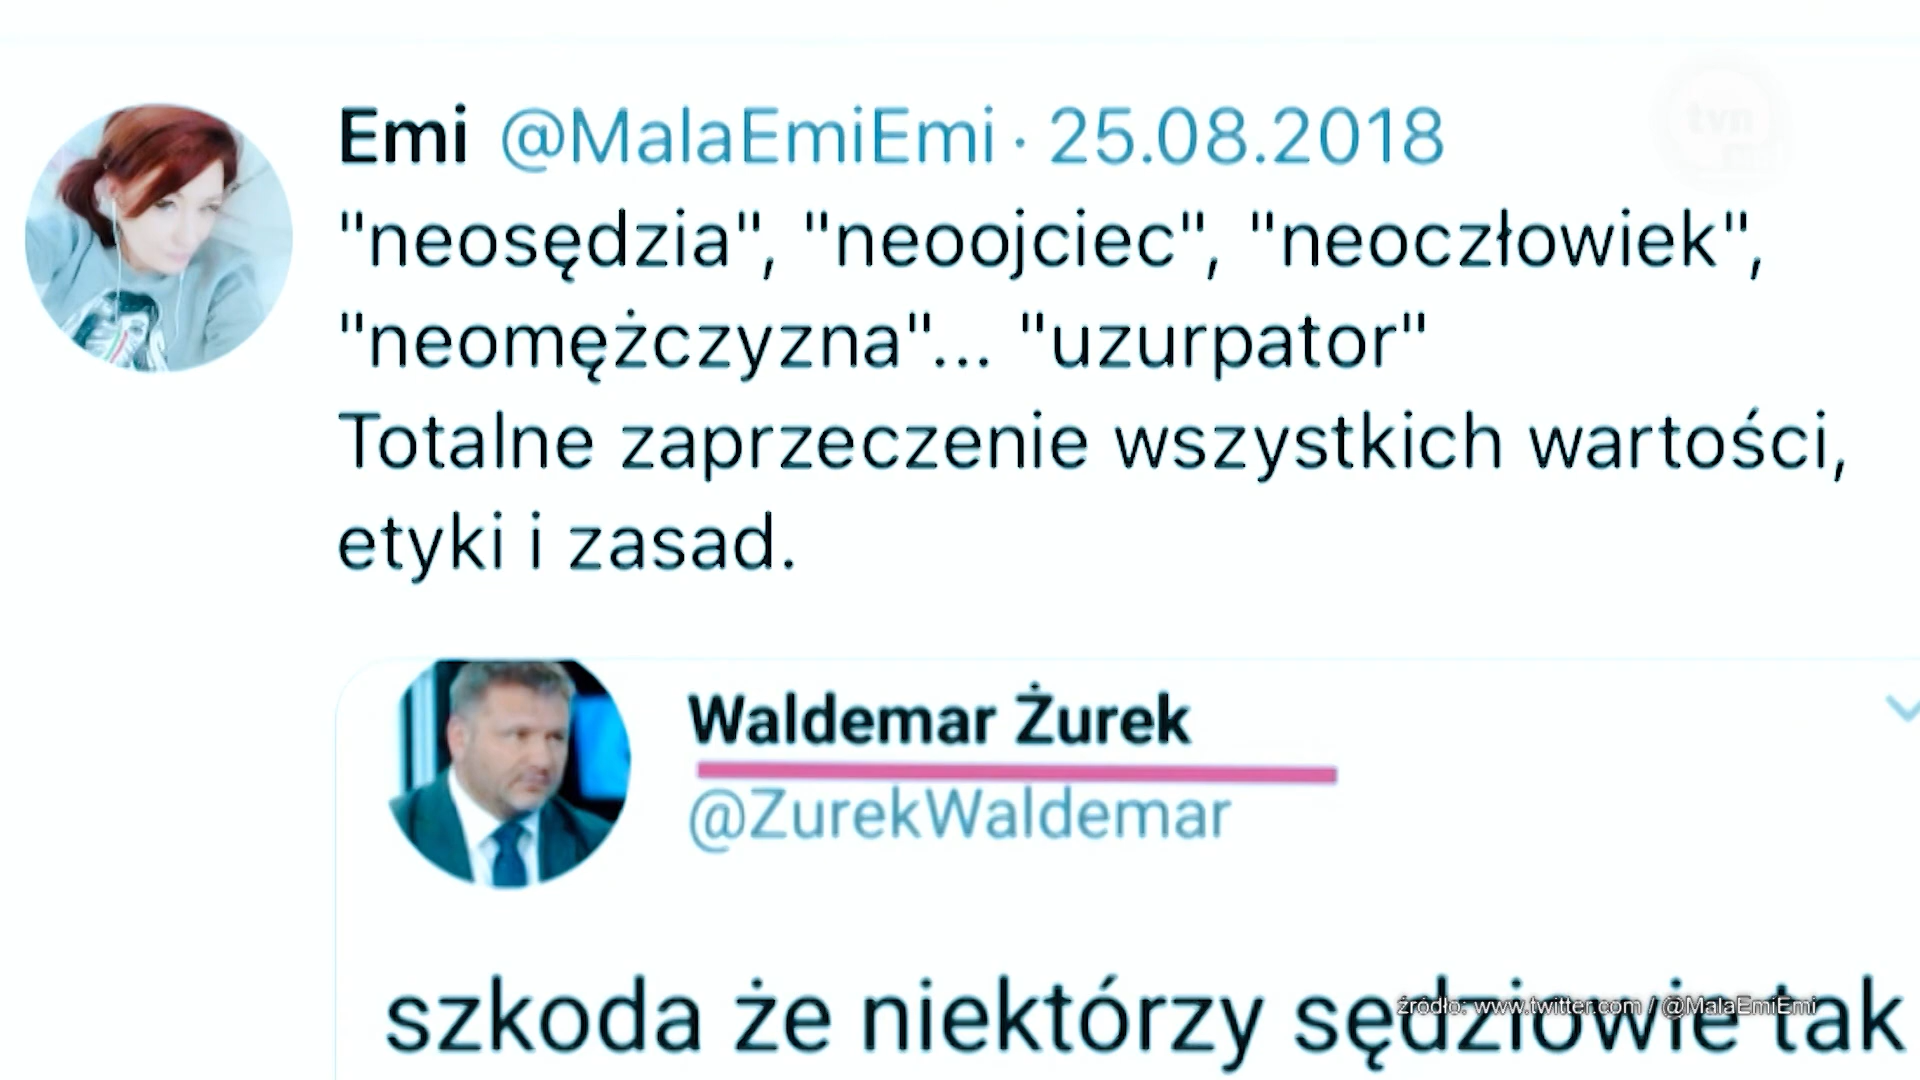 tvn
Emi @MalaEmiEmi · 25.08.2018
"neosędzia", "neoojciec", "neoczłowiek",
"neomężczyzna"... "uzurpator"
Totalne zaprzeczenie wszystkich wartości,
etyki i zasad.
Waldemar Żurek
@ZurekWaldemar
szkoda że niektórzy sędziowie tak
źródło: www.twitter.com / @MalaEmiEmi